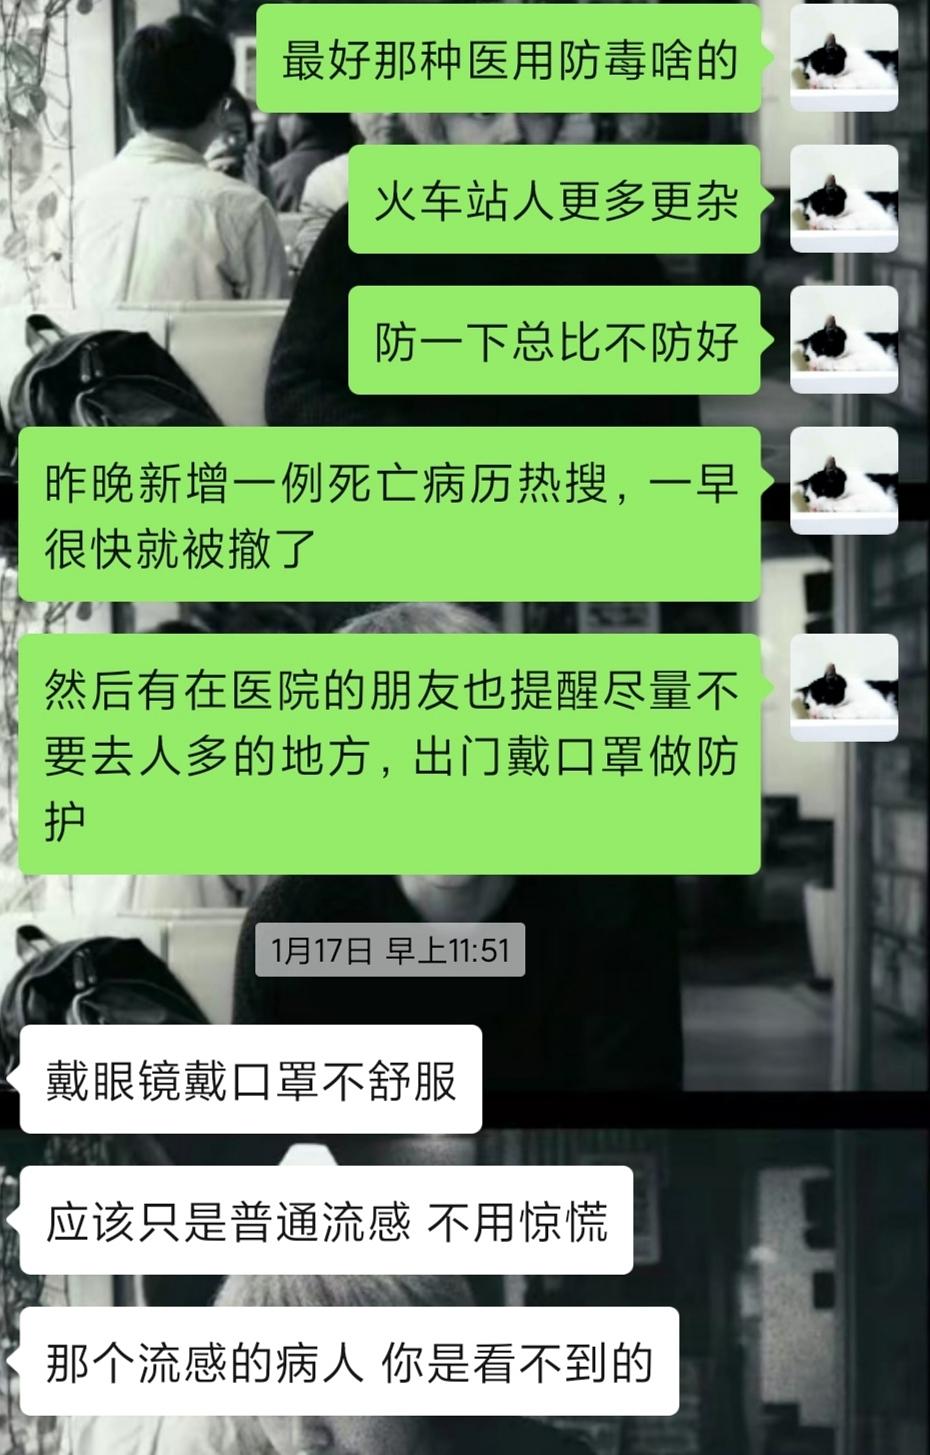 最好那种医用防毒啥的
火车站人更多更杂
防一下总比不防好
昨晚新增一例死亡病历热搜，一早
很快就被撤了
然后有在医院的朋友也提醒尽量不
要去人多的地方，出门戴口罩做防
护
1月17日 早上11:51
戴眼镜戴口罩不舒服
应该只是普通流感 不用惊慌
那个流感的病人 你是看不到的